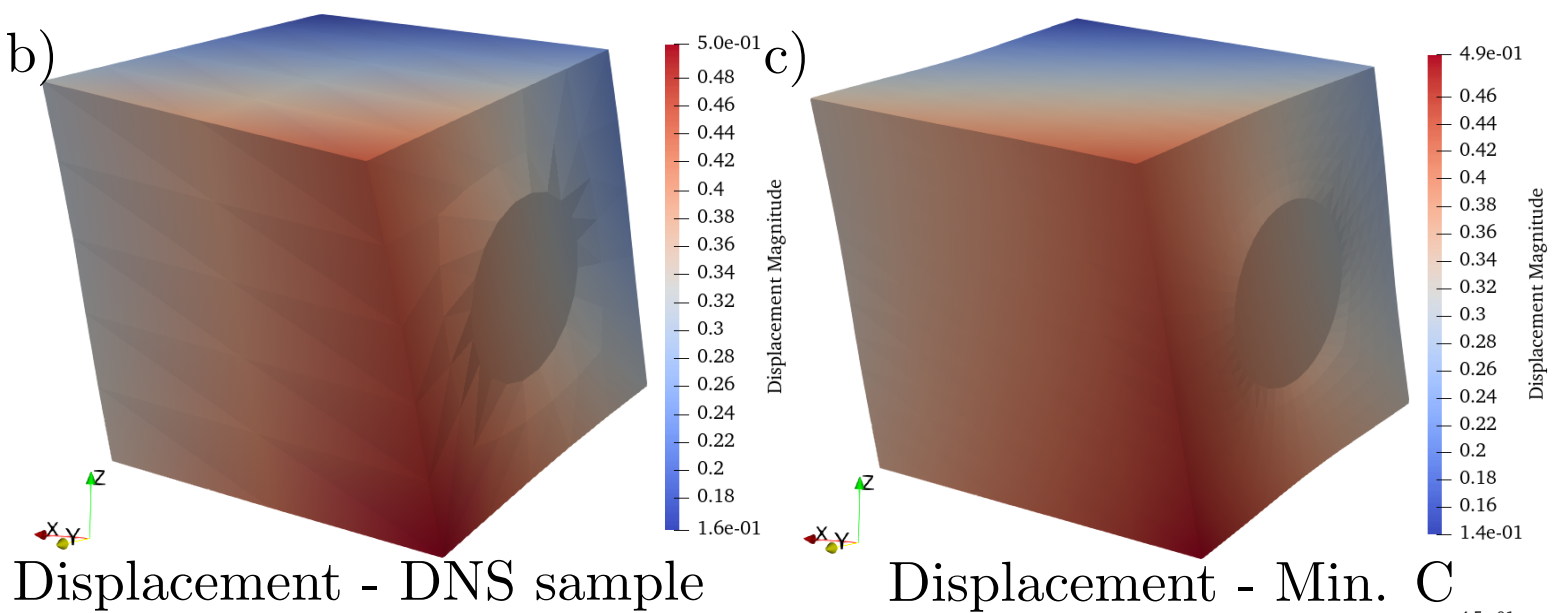 b)
5.0e-01
0.48
0.46
0.44
0.42
0.4
0.38
0.36
0.34
0.32
0.3
0.28
0.26
0.24
0.22
0.2
0.18
1.6e-01
Displacement Magnitude
Z
X
Y
Displacement - DNS sample
c)
4.9e-01
0.46
0.44
0.42
0.4
0.38
0.36
0.34
0.32
0.3
0.28
0.26
0.24
0.22
0.2
0.18
0.16
1.4e-01
Displacement Magnitude
Z
X
Y
Displacement - Min. C